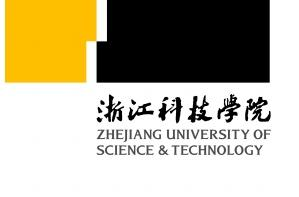 浙江科技學院
ZHEJIANG UNIVERSITY OF
SCIENCE & TECHNOLOGY